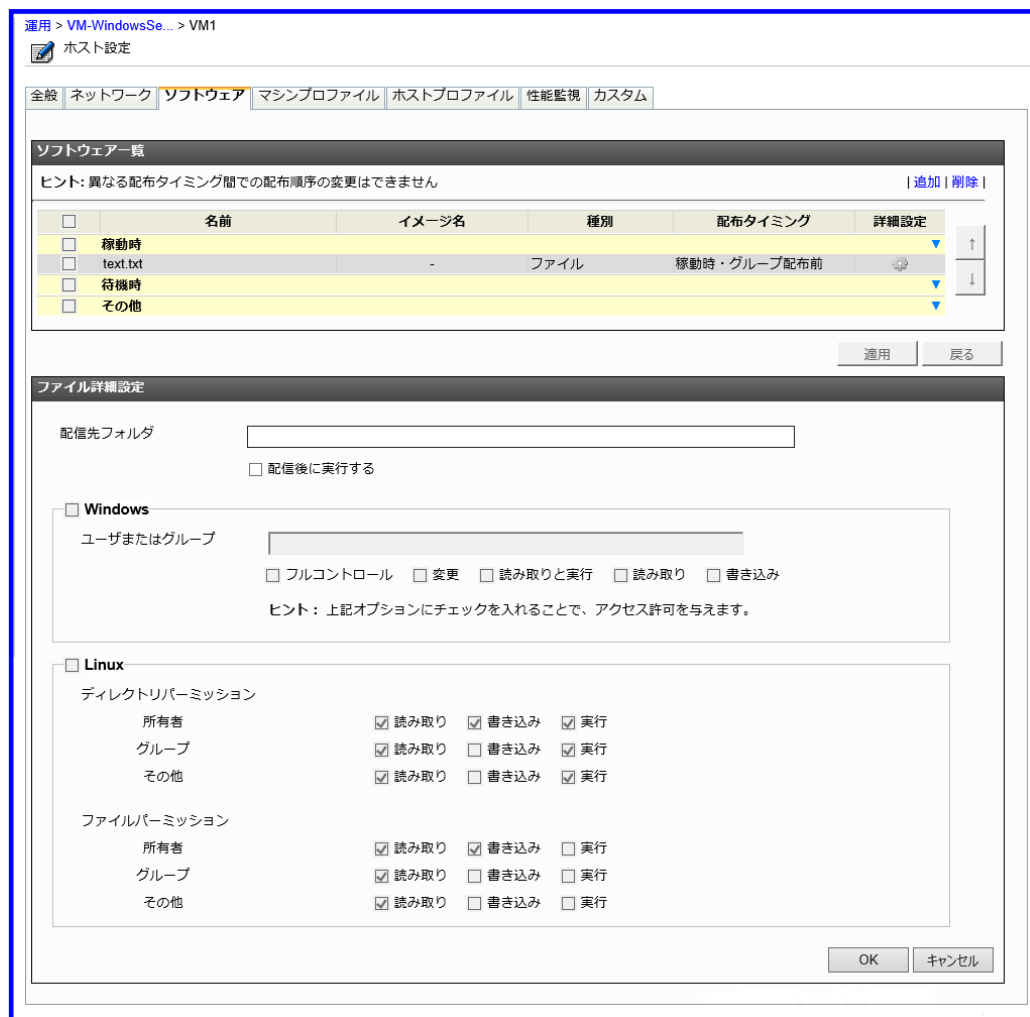 運用 > VM-WindowsSe... > VM1
ホスト設定
全般 ネットワーク ソフトウェア マシンプロファイル ホストプロファイル 性能監視 カスタム
ソフトウェア一覧
ヒント: 異なる配布タイミング間での配布順序の変更はできません | 追加 | 削除 |
名前 イメージ名 種別 配布タイミング 詳細設定
稼動時 ▼ ↑
text.txt - ファイル 稼動時・グループ配布前
待機時 ▼ ↓
その他 ▼
適用 戻る
ファイル詳細設定
配信先フォルダ
配信後に実行する
Windows
ユーザまたはグループ
フルコントロール 変更 読み取りと実行 読み取り 書き込み
ヒント： 上記オプションにチェックを入れることで、アクセス許可を与えます。
Linux
ディレクトリパーミッション
所有者 読み取り 書き込み 実行
グループ 読み取り 書き込み 実行
その他 読み取り 書き込み 実行
ファイルパーミッション
所有者 読み取り 書き込み 実行
グループ 読み取り 書き込み 実行
その他 読み取り 書き込み 実行
OK キャンセル